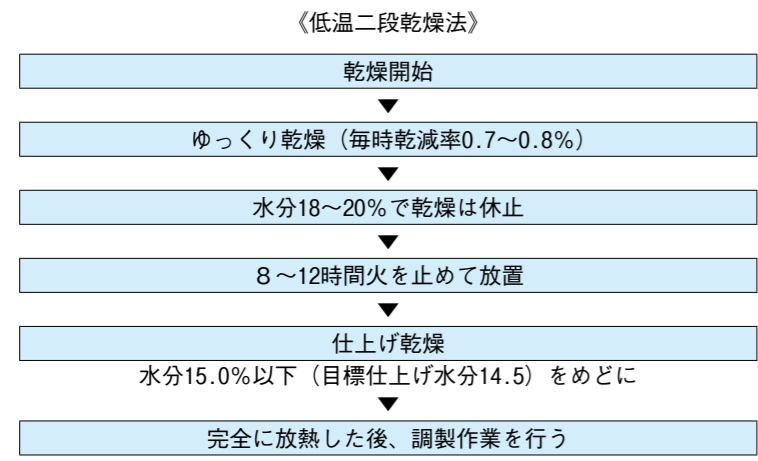 《低温二段乾燥法》
乾燥開始
▼
ゆっくり乾燥（毎時乾減率0.7〜0.8%）
▼
水分18〜20%で乾燥は休止
▼
８〜12時間火を止めて放置
▼
仕上げ乾燥
水分15.0%以下（目標仕上げ水分14.5）をめどに
▼
完全に放熱した後、調製作業を行う